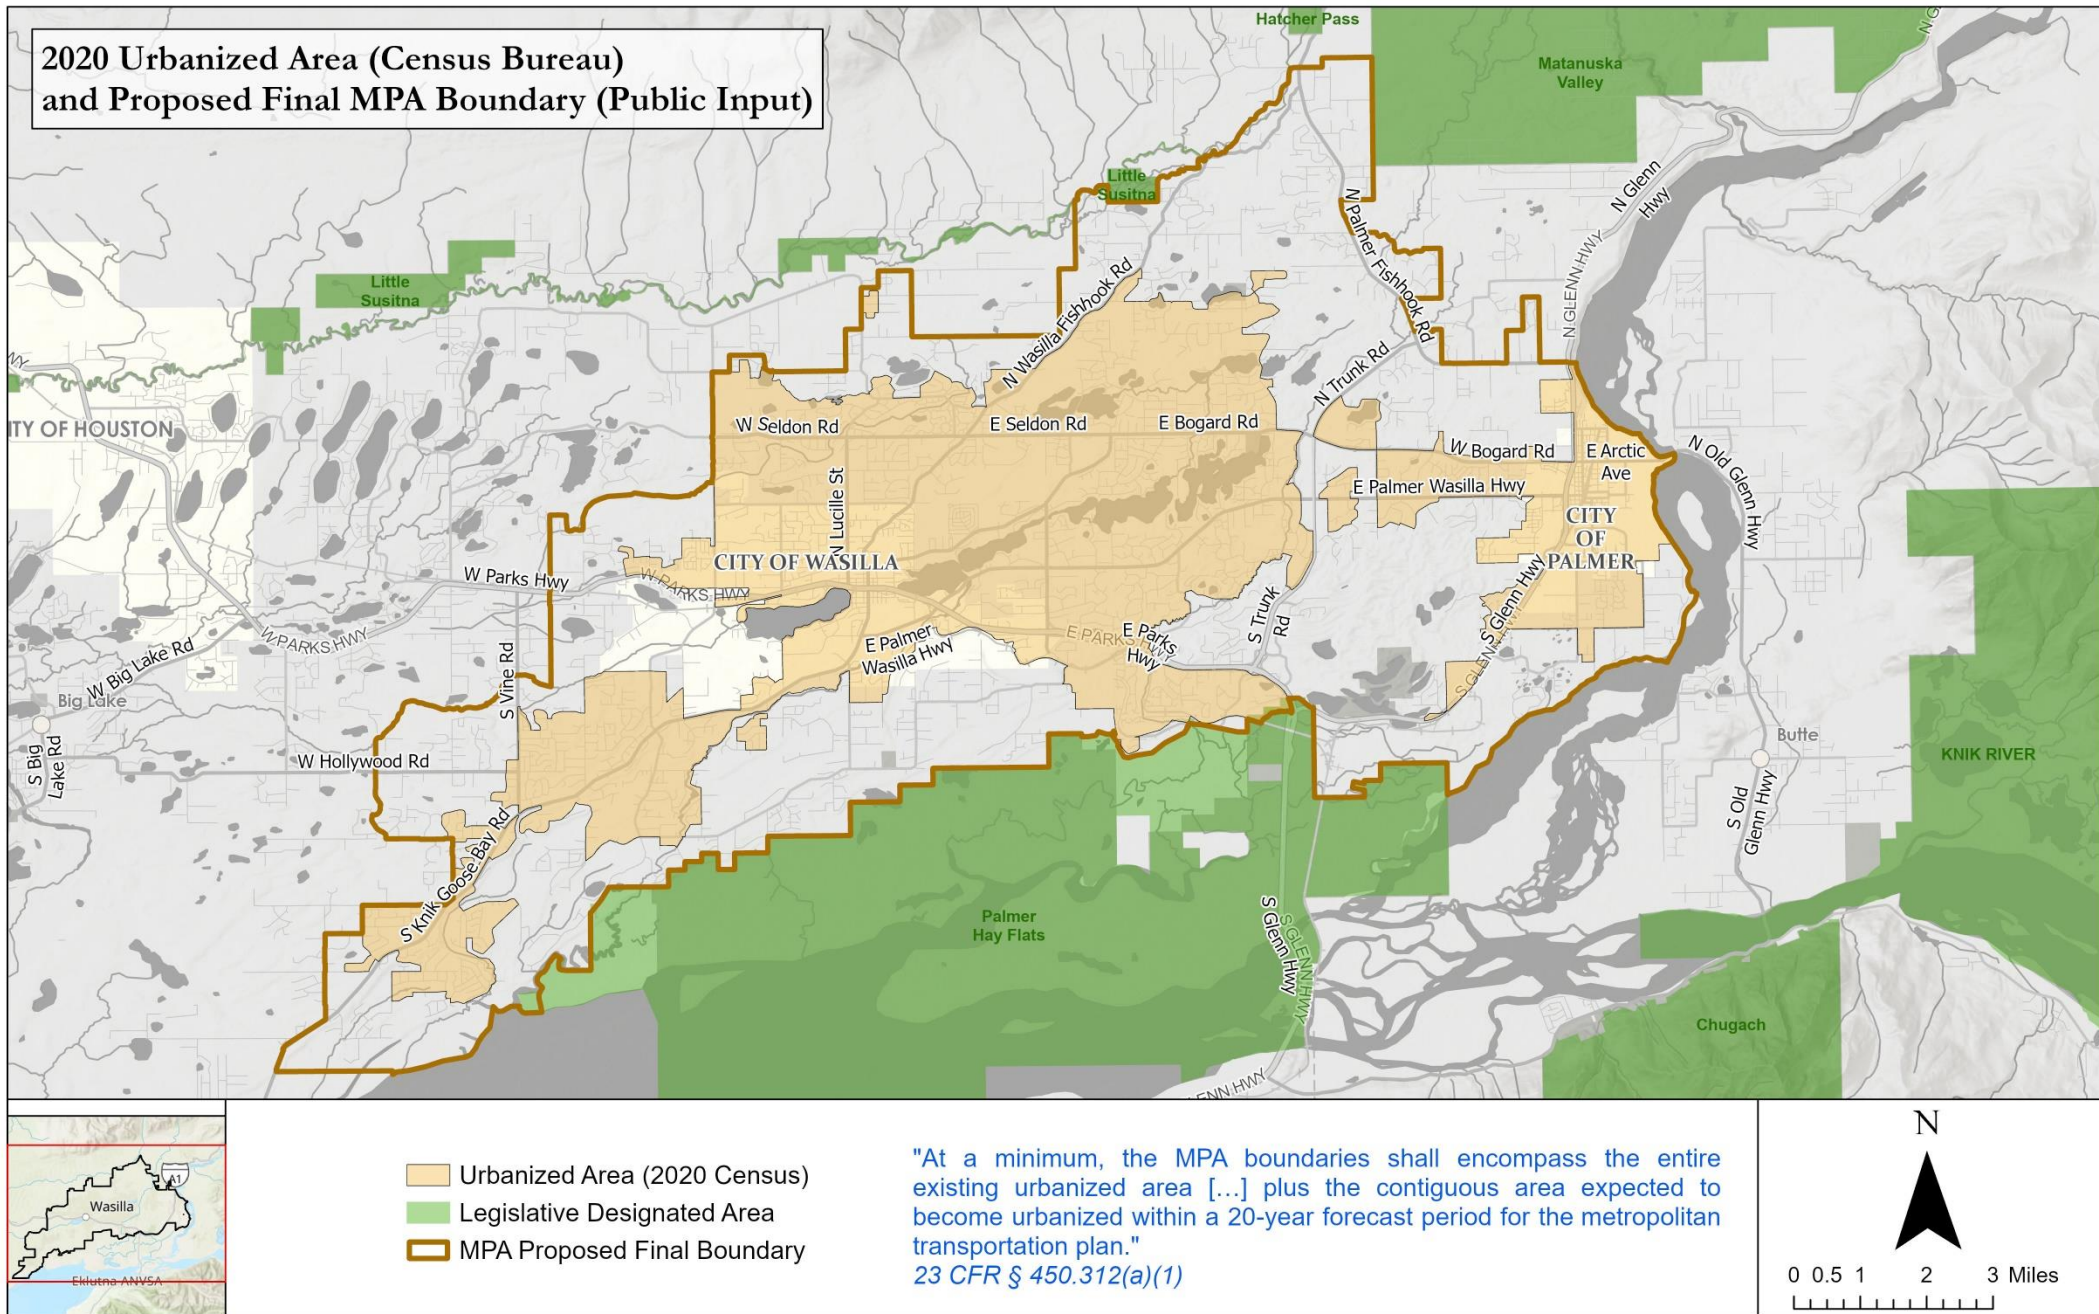 2020 Urbanized Area (Census Bureau)
and Proposed Final MPA Boundary (Public Input)
Hatcher Pass
Matanuska
Valley
N Glenn
Hwy
N GLENN HWY
Little
Susitna
N Palmer Fishhook Rd
Little
Susitna
N Wasilla Fishhook Rd
N Trunk Rd
CITY OF HOUSTON
W Seldon Rd
E Seldon Rd
E Bogard Rd
W Bogard Rd
E Arctic
Ave
N Old Glenn Hwy
N Lucille St
E Palmer Wasilla Hwy
CITY
OF
PALMER
CITY OF WASILLA
W Parks Hwy
W PARKS HWY
W PARKS HWY
W Big Lake Rd
Big Lake
S Big
Lake Rd
S Vine Rd
E Palmer
Wasilla Hwy
E PARKS HWY
E Parks
Hwy
S Trunk
Rd
S Glenn Hwy
S GLENN HWY
W Hollywood Rd
Butte
KNIK RIVER
S Old
Glenn Hwy
S Knik Goose Bay Rd
Palmer
Hay Flats
S Glenn Hwy
S GLENN HWY
Chugach
GLENN HWY
Wasilla
A1
Eklutna ANVSA
Urbanized Area (2020 Census)
Legislative Designated Area
MPA Proposed Final Boundary
"At a minimum, the MPA boundaries shall encompass the entire
existing urbanized area [...] plus the contiguous area expected to
become urbanized within a 20-year forecast period for the metropolitan
transportation plan."
23 CFR § 450.312(a)(1)
N
0 0.5 1 2 3 Miles